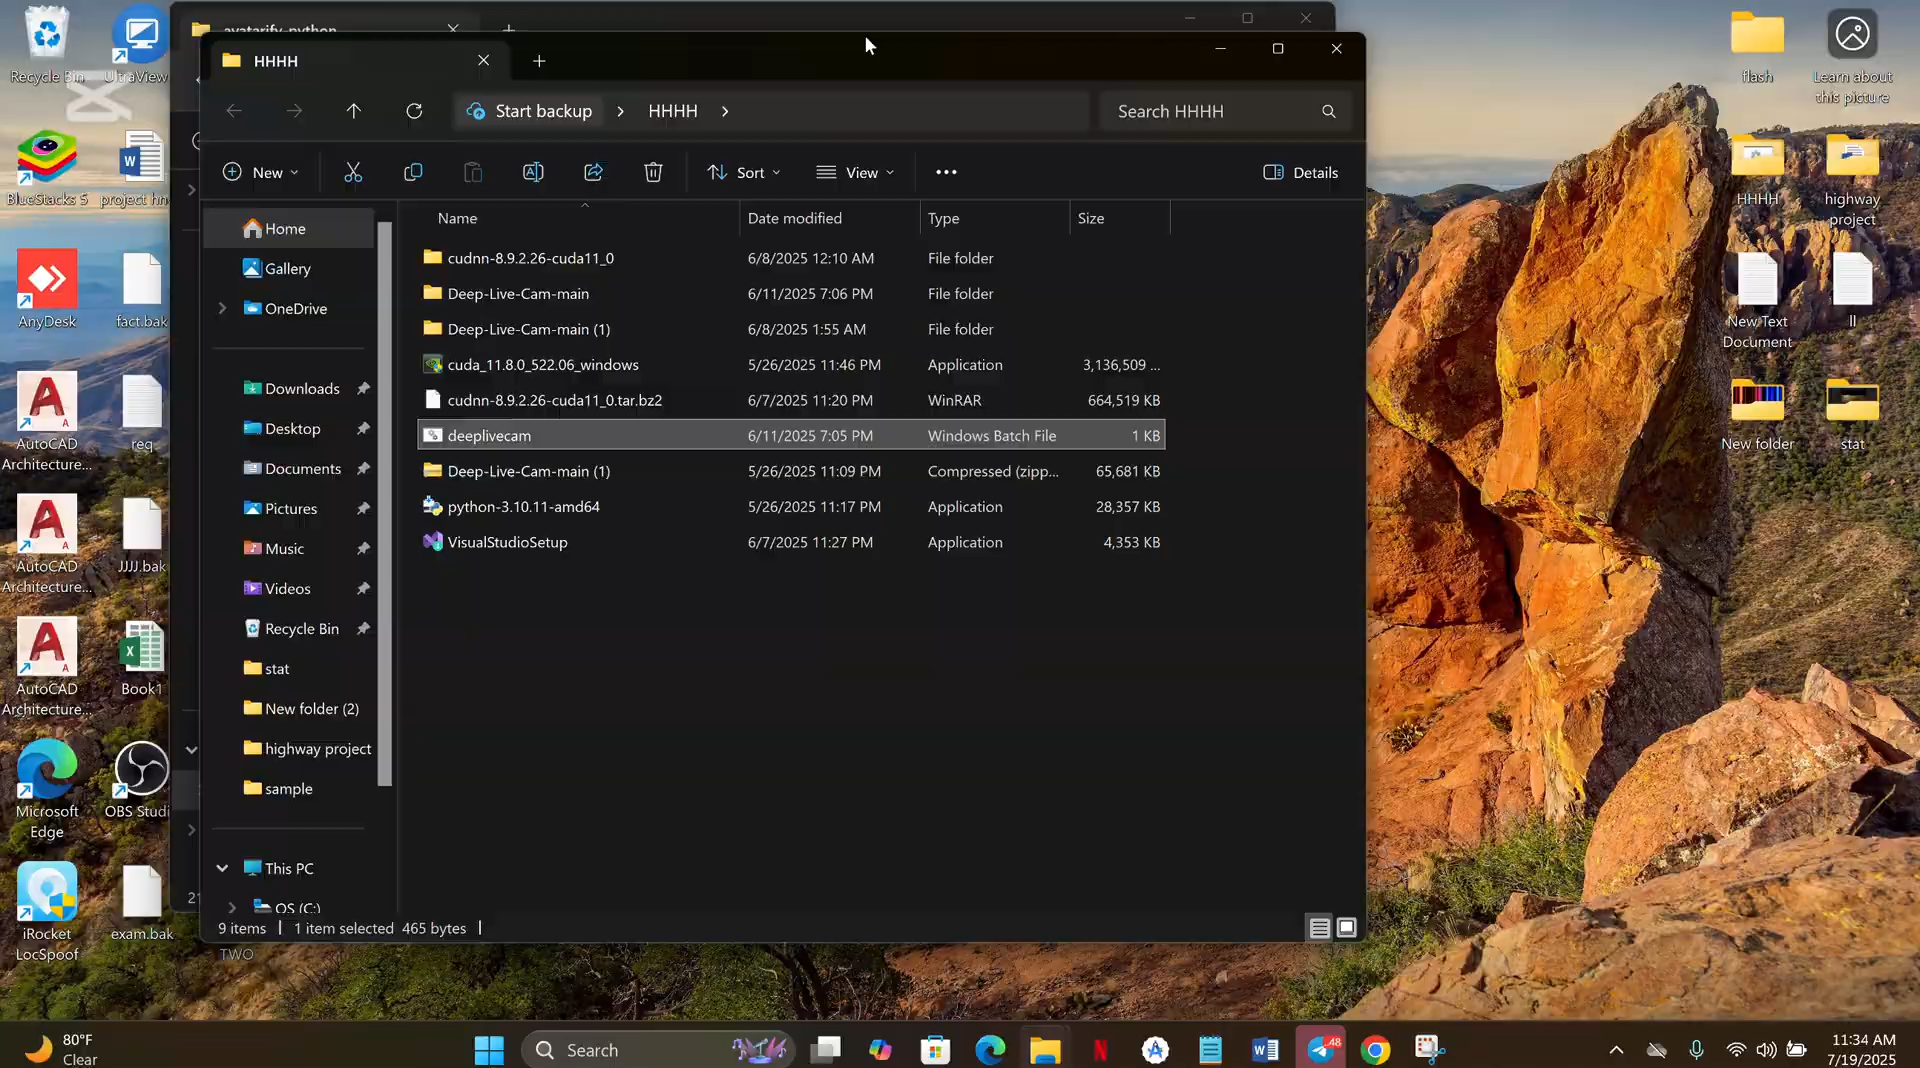 Recycle Bin
UltraView
BlueStacks 5
project hn
AnyDesk
fact.bak
AutoCAD
Architecture...
req
AutoCAD
Architecture...
JJJJ.bak
AutoCAD
Architecture...
Book1
Microsoft
Edge
OBS Studi
iRocket
LocSpoof
exam.bak
TWO
avatarify-python
HHHH
Start backup
HHHH
Search HHHH
New
Sort
View
Details
Home
Gallery
OneDrive
Downloads
Desktop
Documents
Pictures
Music
Videos
Recycle Bin
stat
New folder (2)
highway project
sample
This PC
OS (C:)
Name Date modified Type Size
cudnn-8.9.2.26-cuda11_0 6/8/2025 12:10 AM File folder
Deep-Live-Cam-main 6/11/2025 7:06 PM File folder
Deep-Live-Cam-main (1) 6/8/2025 1:55 AM File folder
cuda_11.8.0_522.06_windows 5/26/2025 11:46 PM Application 3,136,509 ...
cudnn-8.9.2.26-cuda11_0.tar.bz2 6/7/2025 11:20 PM WinRAR 664,519 KB
deeplivecam 6/11/2025 7:05 PM Windows Batch File 1 KB
Deep-Live-Cam-main (1) 5/26/2025 11:09 PM Compressed (zipp... 65,681 KB
python-3.10.11-amd64 5/26/2025 11:17 PM Application 28,357 KB
VisualStudioSetup 6/7/2025 11:27 PM Application 4,353 KB
9 items 1 item selected 465 bytes
21
flash
Learn about
this picture
HHHH
highway
project
New Text
Document
ll
New folder
stat
80°F
Clear
Search
48
11:34 AM
7/19/2025